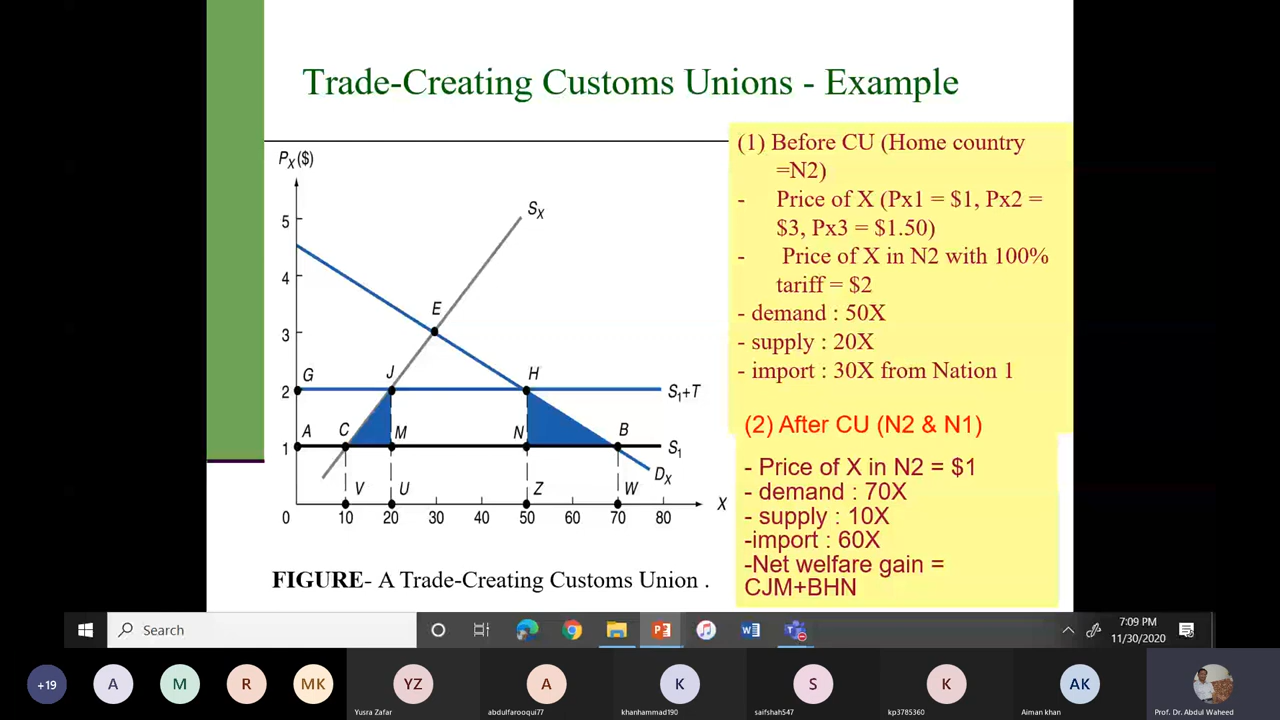 Trade-Creating Customs Unions - Example
PX($)
5
4
3
2
1
0
10
20
30
40
50
60
70
80
X
SX
E
G
J
H
S1+T
A
C
M
N
B
S1
DX
V
U
Z
W
FIGURE- A Trade-Creating Customs Union .
(1) Before CU (Home country
=N2)
- Price of X (Px1 = $1, Px2 =
$3, Px3 = $1.50)
- Price of X in N2 with 100%
tariff = $2
- demand : 50X
- supply : 20X
- import : 30X from Nation 1
(2) After CU (N2 & N1)
- Price of X in N2 = $1
- demand : 70X
- supply : 10X
-import : 60X
-Net welfare gain =
CJM+BHN
Search
7:09 PM
11/30/2020
+19
A
M
R
MK
YZ
A
K
S
K
AK
Yusra Zafar
abdulfarooqui77
khanhammad190
saifshah547
kp3785360
Aiman khan
Prof. Dr. Abdul Waheed